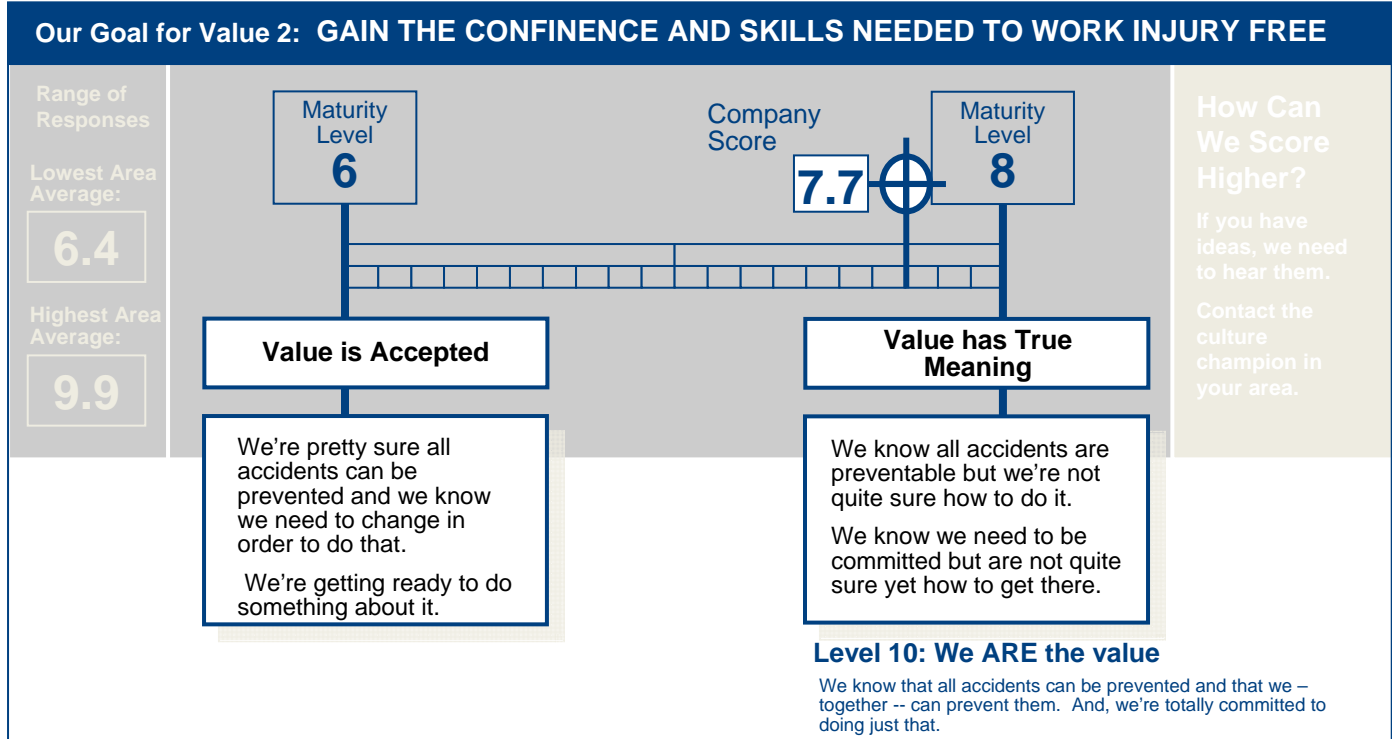 Our Goal for Value 2: GAIN THE CONFINENCE AND SKILLS NEEDED TO WORK INJURY FREE
Range of
Responses
Lowest Area
Average:
6.4
Highest Area
Average:
9.9
Maturity
Level
6
Company
Score
7.7
Maturity
Level
8
Value is Accepted
We’re pretty sure all
accidents can be
prevented and we know
we need to change in
order to do that.
We’re getting ready to do
something about it.
Value has True
Meaning
We know all accidents are
preventable but we’re not
quite sure how to do it.
We know we need to be
committed but are not quite
sure yet how to get there.
Level 10: We ARE the value
We know that all accidents can be prevented and that we –
together -- can prevent them. And, we’re totally committed to
doing just that.
How Can
We Score
Higher?
If you have
ideas, we need
to hear them.
Contact the
culture
champion in
your area.